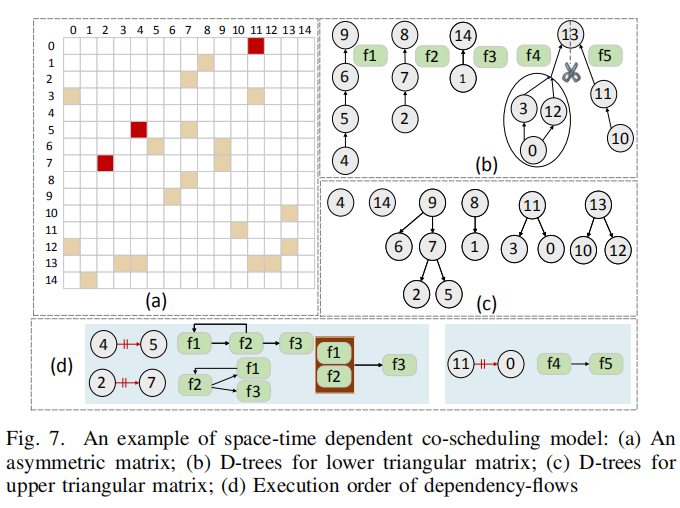 0 1 2 3 4 5 6 7 8 9 10 11 12 13 14
0
1
2
3
4
5
6
7
8
9
10
11
12
13
14
(a)
9 8 14 13
f1 f2 f3 f4 f5
6 7 1 3 12 11
5 2 0 10
4
(b)
4 14 9 8 11 13
6 7 1 3 0 10 12
2 5
(c)
(d)
4 5 f1 f2 f3
2 7 f2 f1 f3
f1 f2 f3
11 0 f4 f5
Fig. 7. An example of space-time dependent co-scheduling model: (a) An
asymmetric matrix; (b) D-trees for lower triangular matrix; (c) D-trees for
upper triangular matrix; (d) Execution order of dependency-flows